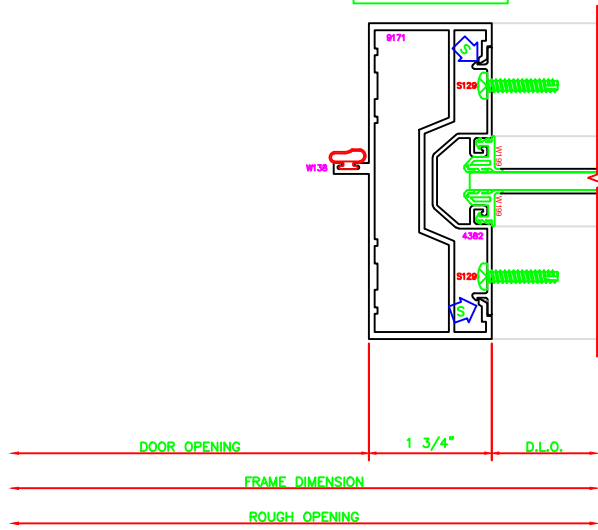 9171
S
S129
W138
W199
W199
4382
S129
S
DOOR OPENING
1 3/4"
D.L.O.
FRAME DIMENSION
ROUGH OPENING